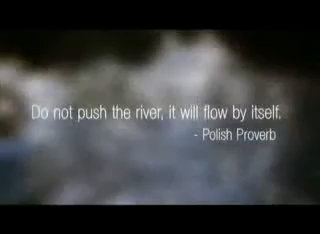 Do not push the river, it will flow by itself.
- Polish Proverb